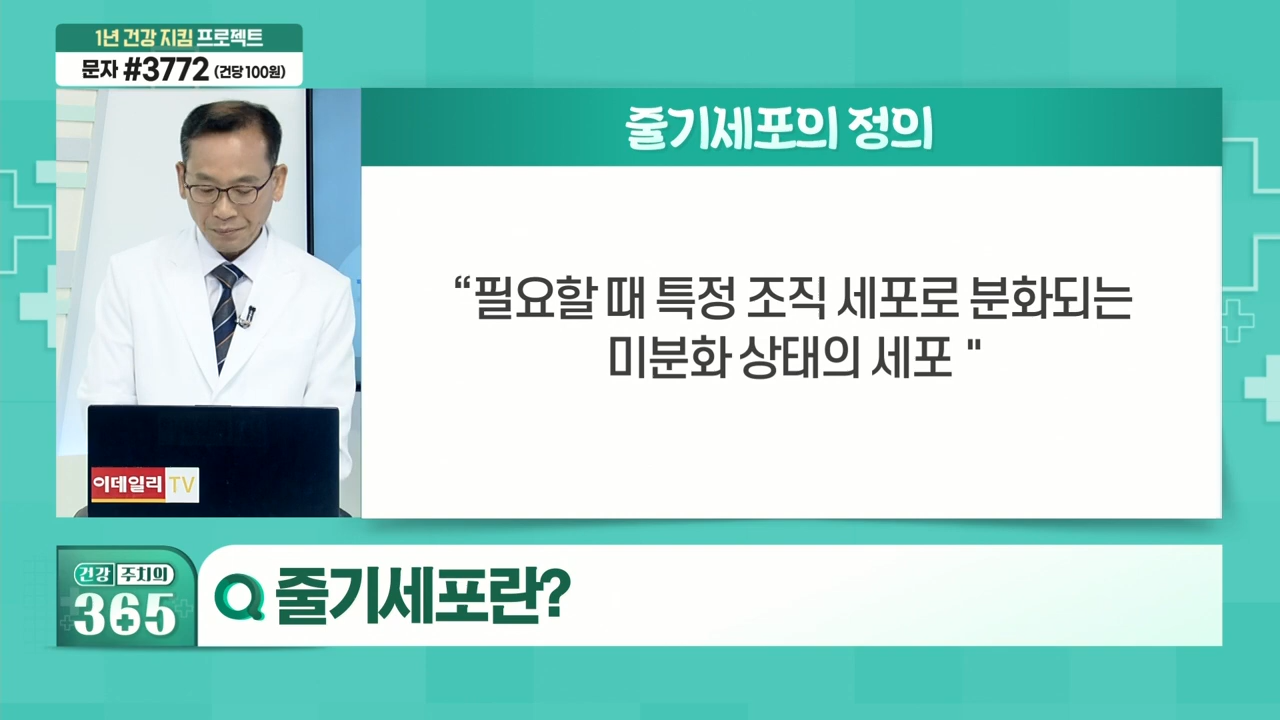 1년 건강 지킴 프로젝트
문자 #3772 (건당 100원)
줄기세포의 정의
“필요할 때 특정 조직 세포로 분화되는
미분화 상태의 세포 "
이데일리 TV
건강 주치의
365
Q 줄기세포란?